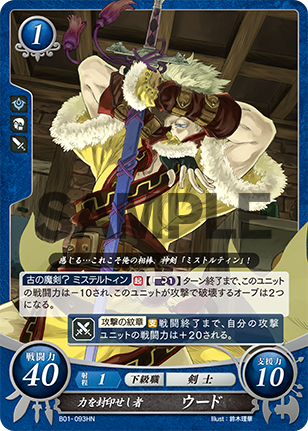 1
SAMPLE
感じる…これこそ俺の相棒、神剣「ミストルティン」!
古の魔剣? ミステルトィン 起 【1】 ターン終了まで、このユニット
の戦闘力は−10され、このユニットが攻撃で破壊するオーブは2つ
になる。
攻撃の紋章 支 戦闘終了まで、自分の攻撃
ユニットの戦闘力は+20される。
戦闘力
40
射程 1 下級職 剣士
支援力
10
力を封印せし者 ウード
B01-093HN Illust:鈴木理華